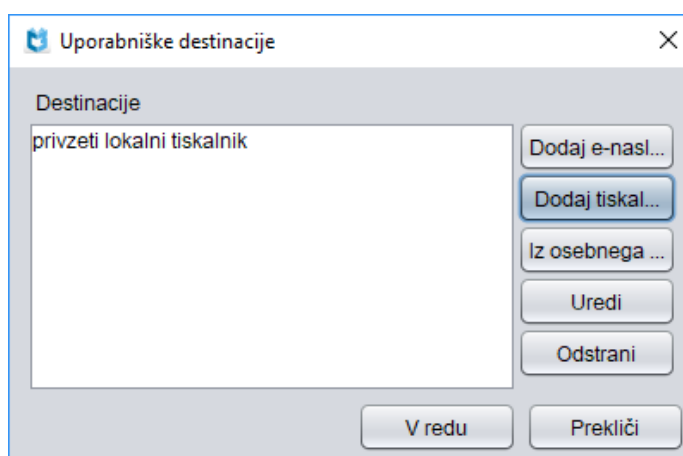 Uporabniške destinacije
Destinacije
privzeti lokalni tiskalnik
Dodaj e-nasl...
Dodaj tiskal...
Iz osebnega ...
Uredi
Odstrani
V redu
Prekliči